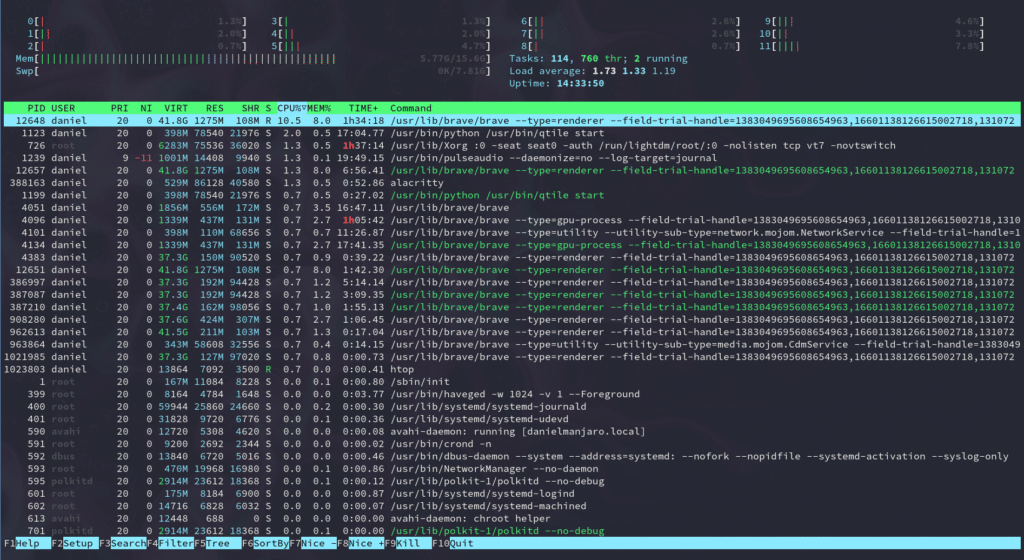 0[| 1.3%] 3[| 1.3%] 6[|| 2.6%] 9[||| 4.6%]
1[|| 2.0%] 4[|| 2.0%] 7[|| 2.6%] 10[|| 3.3%]
2[| 0.7%] 5[||| 4.7%] 8[| 0.7%] 11[|||| 7.8%]
Mem[|||||||||||||||||||||||||||||||||||||||||||||||| 5.77G/15.6G] Tasks: 114, 760 thr; 2 running
Swp[ 0K/7.81G] Load average: 1.73 1.33 1.19
Uptime: 14:33:50
PID USER PRI NI VIRT RES SHR S CPU%▽MEM% TIME+ Command
12648 daniel 20 0 41.8G 1275M 108M R 10.5 8.0 1h34:18 /usr/lib/brave/brave --type=renderer --field-trial-handle=1383049695608654963,16601138126615002718,131072
1123 daniel 20 0 398M 78540 21976 S 2.0 0.5 17:04.77 /usr/bin/python /usr/bin/qtile start
726 root 20 0 6283M 75536 36020 S 1.3 0.5 1h37:14 /usr/lib/Xorg :0 -seat seat0 -auth /run/lightdm/root/:0 -nolisten tcp vt7 -novtswitch
1239 daniel 9 -11 1001M 14408 9940 S 1.3 0.1 19:49.15 /usr/bin/pulseaudio --daemonize=no --log-target=journal
12657 daniel 20 0 41.8G 1275M 108M S 1.3 8.0 6:56.41 /usr/lib/brave/brave --type=renderer --field-trial-handle=1383049695608654963,16601138126615002718,131072
388163 daniel 20 0 529M 86128 40580 S 1.3 0.5 0:52.86 alacritty
1199 daniel 20 0 398M 78540 21976 S 0.7 0.5 0:27.02 /usr/bin/python /usr/bin/qtile start
4051 daniel 20 0 1856M 556M 172M S 0.7 3.5 16:47.11 /usr/lib/brave/brave
4096 daniel 20 0 1339M 437M 131M S 0.7 2.7 1h05:42 /usr/lib/brave/brave --type=gpu-process --field-trial-handle=1383049695608654963,16601138126615002718,1310
4101 daniel 20 0 398M 110M 68656 S 0.7 0.7 11:26.87 /usr/lib/brave/brave --type=utility --utility-sub-type=network.mojom.NetworkService --field-trial-handle=1
4134 daniel 20 0 1339M 437M 131M S 0.7 2.7 17:41.35 /usr/lib/brave/brave --type=gpu-process --field-trial-handle=1383049695608654963,16601138126615002718,1310
4383 daniel 20 0 37.3G 150M 90520 S 0.7 0.9 0:39.22 /usr/lib/brave/brave --type=renderer --field-trial-handle=1383049695608654963,16601138126615002718,131072
12651 daniel 20 0 41.8G 1275M 108M S 0.7 8.0 1:42.30 /usr/lib/brave/brave --type=renderer --field-trial-handle=1383049695608654963,16601138126615002718,131072
386997 daniel 20 0 37.3G 192M 94428 S 0.7 1.2 5:14.14 /usr/lib/brave/brave --type=renderer --field-trial-handle=1383049695608654963,16601138126615002718,131072
387087 daniel 20 0 37.3G 192M 94428 S 0.7 1.2 3:09.35 /usr/lib/brave/brave --type=renderer --field-trial-handle=1383049695608654963,16601138126615002718,131072
387210 daniel 20 0 37.4G 162M 98056 S 0.7 1.0 1:55.13 /usr/lib/brave/brave --type=renderer --field-trial-handle=1383049695608654963,16601138126615002718,131072
908280 daniel 20 0 37.6G 424M 307M S 0.7 2.7 1:06.45 /usr/lib/brave/brave --type=renderer --field-trial-handle=1383049695608654963,16601138126615002718,131072
962613 daniel 20 0 41.5G 211M 103M S 0.7 1.3 0:17.04 /usr/lib/brave/brave --type=renderer --field-trial-handle=1383049695608654963,16601138126615002718,131072
963864 daniel 20 0 343M 58608 32556 S 0.7 0.4 0:14.15 /usr/lib/brave/brave --type=utility --utility-sub-type=media.mojom.CdmService --field-trial-handle=1383049
1021985 daniel 20 0 37.3G 127M 97020 S 0.7 0.8 0:00.73 /usr/lib/brave/brave --type=renderer --field-trial-handle=1383049695608654963,16601138126615002718,131072
1023803 daniel 20 0 13864 7092 3500 R 0.7 0.0 0:00.41 htop
1 root 20 0 167M 11084 8228 S 0.0 0.1 0:00.80 /sbin/init
399 root 20 0 8164 4784 1648 S 0.0 0.0 0:03.77 /usr/bin/haveged -w 1024 -v 1 --Foreground
400 root 20 0 59944 25860 24660 S 0.0 0.2 0:00.30 /usr/lib/systemd/systemd-journald
401 root 20 0 31828 9720 6776 S 0.0 0.1 0:00.36 /usr/lib/systemd/systemd-udevd
590 avahi 20 0 12720 5308 4620 S 0.0 0.0 0:00.08 avahi-daemon: running [danielmanjaro.local]
591 root 20 0 9200 2692 2344 S 0.0 0.0 0:00.02 /usr/bin/crond -n
592 dbus 20 0 13840 6720 5016 S 0.0 0.0 0:00.46 /usr/bin/dbus-daemon --system --address=systemd: --nofork --nopidfile --systemd-activation --syslog-only
593 root 20 0 470M 19968 16980 S 0.0 0.1 0:00.86 /usr/bin/NetworkManager --no-daemon
595 polkitd 20 0 2914M 23612 18368 S 0.0 0.1 0:00.12 /usr/lib/polkit-1/polkitd --no-debug
601 root 20 0 175M 8184 6900 S 0.0 0.0 0:00.87 /usr/lib/systemd/systemd-logind
602 root 20 0 14716 6828 6032 S 0.0 0.0 0:00.07 /usr/lib/systemd/systemd-machined
613 avahi 20 0 12448 688 0 S 0.0 0.0 0:00.00 avahi-daemon: chroot helper
701 polkitd 20 0 2914M 23612 18368 S 0.0 0.1 0:00.00 /usr/lib/polkit-1/polkitd --no-debug
F1Help F2Setup F3SearchF4FilterF5Tree F6SortByF7Nice -F8Nice +F9Kill F10Quit